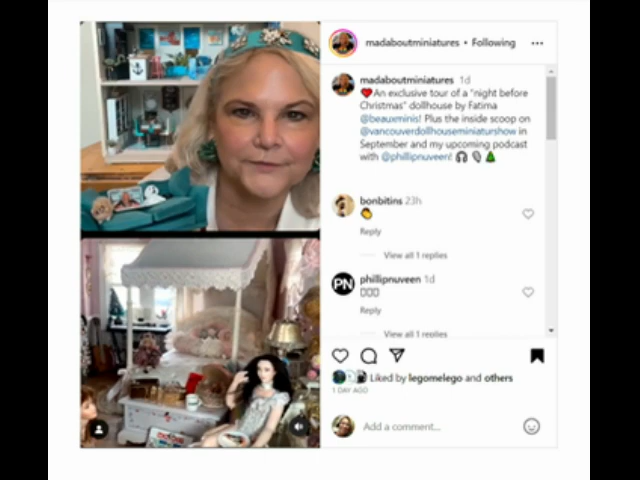 madaboutminiatures • Following
madaboutminiatures 1d
❤️An exclusive tour of a "night before
Christmas" dollhouse by Fatima
@beauxminis! Plus the inside scoop on
@vancouverdollhouseminiaturshow in
September and my upcoming podcast
with @phillipnuveen!
bonbitins 23h
Reply
View all 1 replies
PN
phillipnuveen 1d
Reply
View all 1 replies
Liked by legomelego and others
1 DAY AGO
Add a comment...